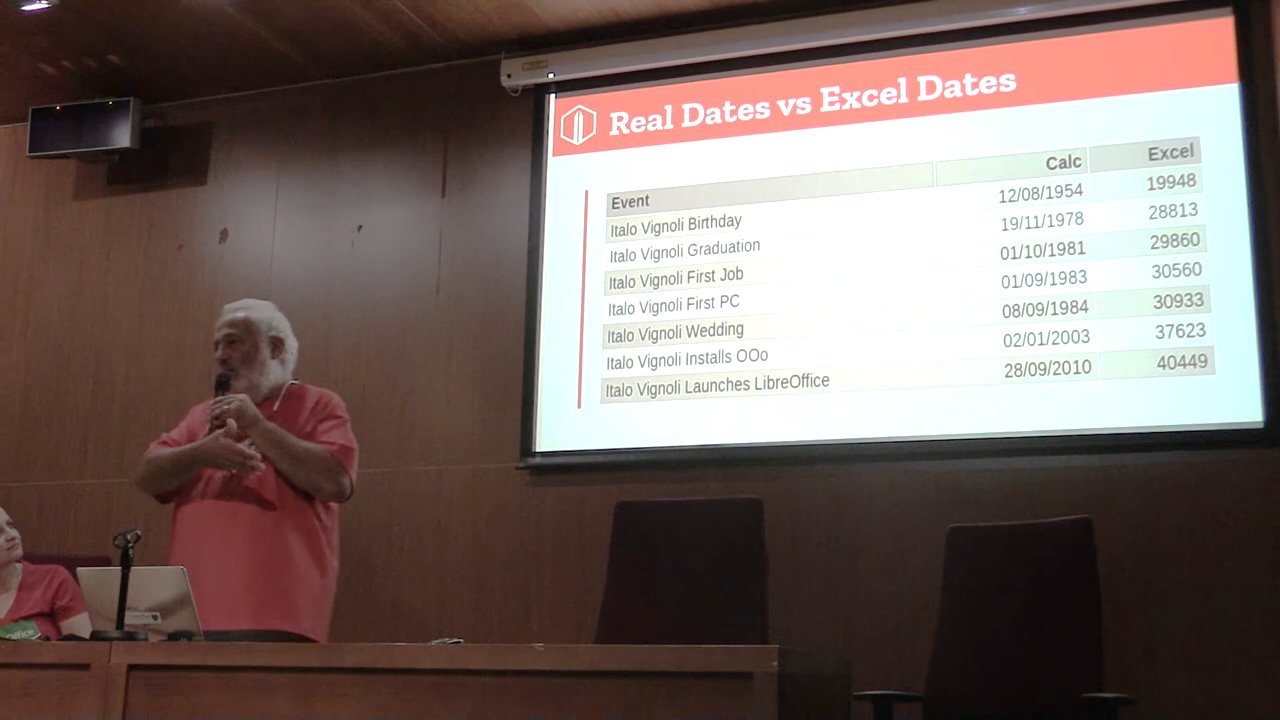 Real Dates vs Excel Dates
Event Calc Excel
Italo Vignoli Birthday 12/08/1954 19948
Italo Vignoli Graduation 19/11/1978 28813
Italo Vignoli First Job 01/10/1981 29860
Italo Vignoli First PC 01/09/1983 30560
Italo Vignoli Wedding 08/09/1984 30933
Italo Vignoli Installs OOo 02/01/2003 37623
Italo Vignoli Launches LibreOffice 28/09/2010 40449